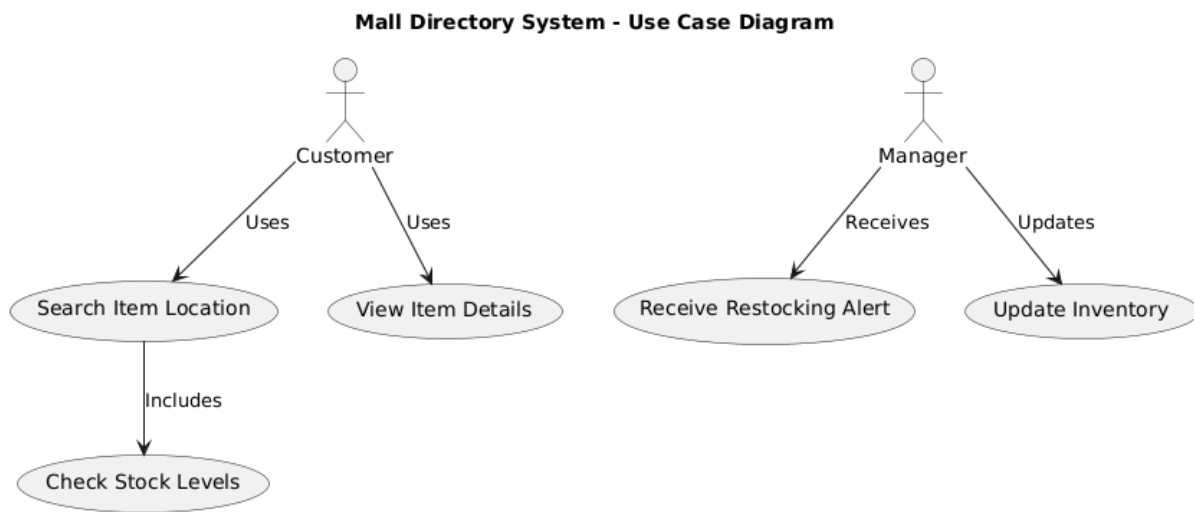 Mall Directory System - Use Case Diagram
Customer
Manager
Uses
Uses
Receives
Updates
Search Item Location
View Item Details
Receive Restocking Alert
Update Inventory
Includes
Check Stock Levels